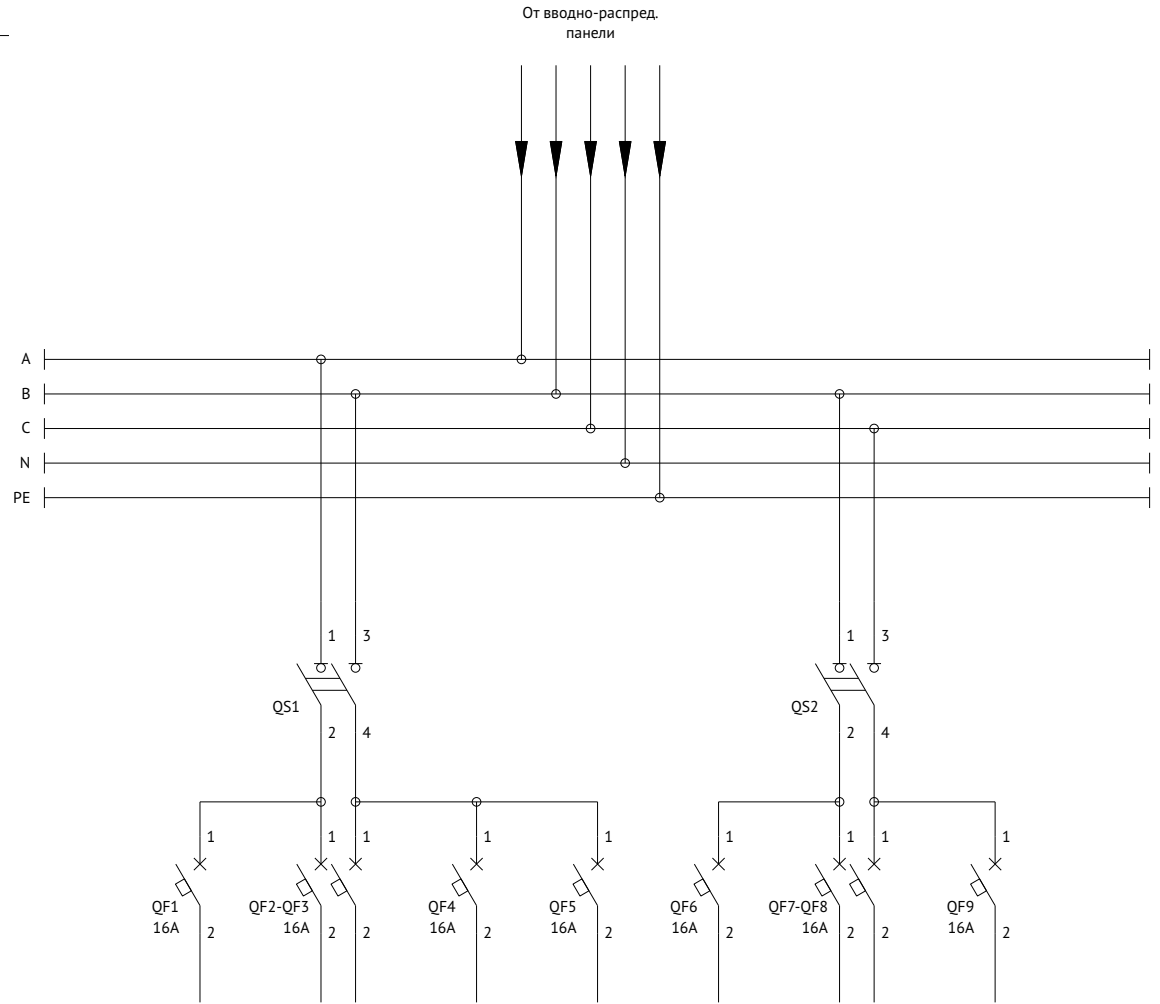 От вводно-распред.
панели
A
B
C
N
PE
1 3 1 3
QS1 QS2
2 4 2 4
1 1 1 1 1 1 1 1 1
QF1 QF2-QF3 QF4 QF5 QF6 QF7-QF8 QF9
16A 16A 16A 16A 16A 16A 16A
2 2 2 2 2 2 2 2 2